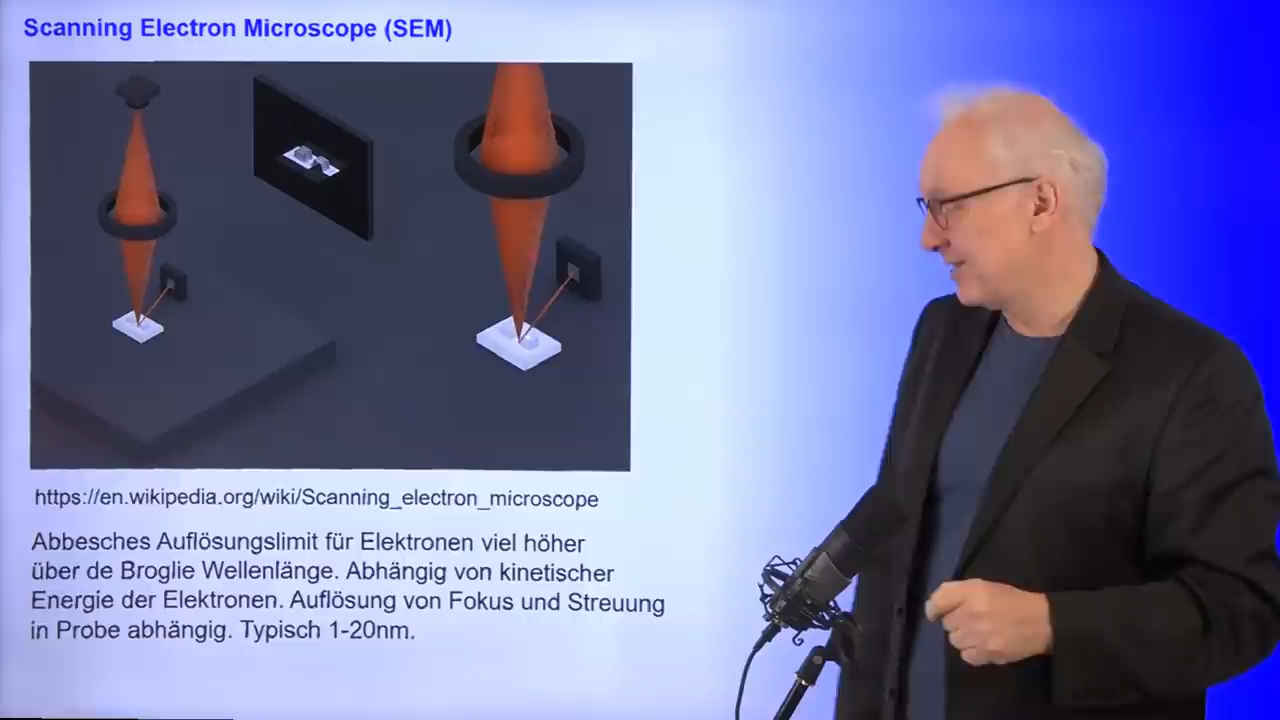 Scanning Electron Microscope (SEM)
https://en.wikipedia.org/wiki/Scanning_electron_microscope
Abbesches Auflösungslimit für Elektronen viel höher
über de Broglie Wellenlänge. Abhängig von kinetischer
Energie der Elektronen. Auflösung von Fokus und Streuung
in Probe abhängig. Typisch 1-20nm.